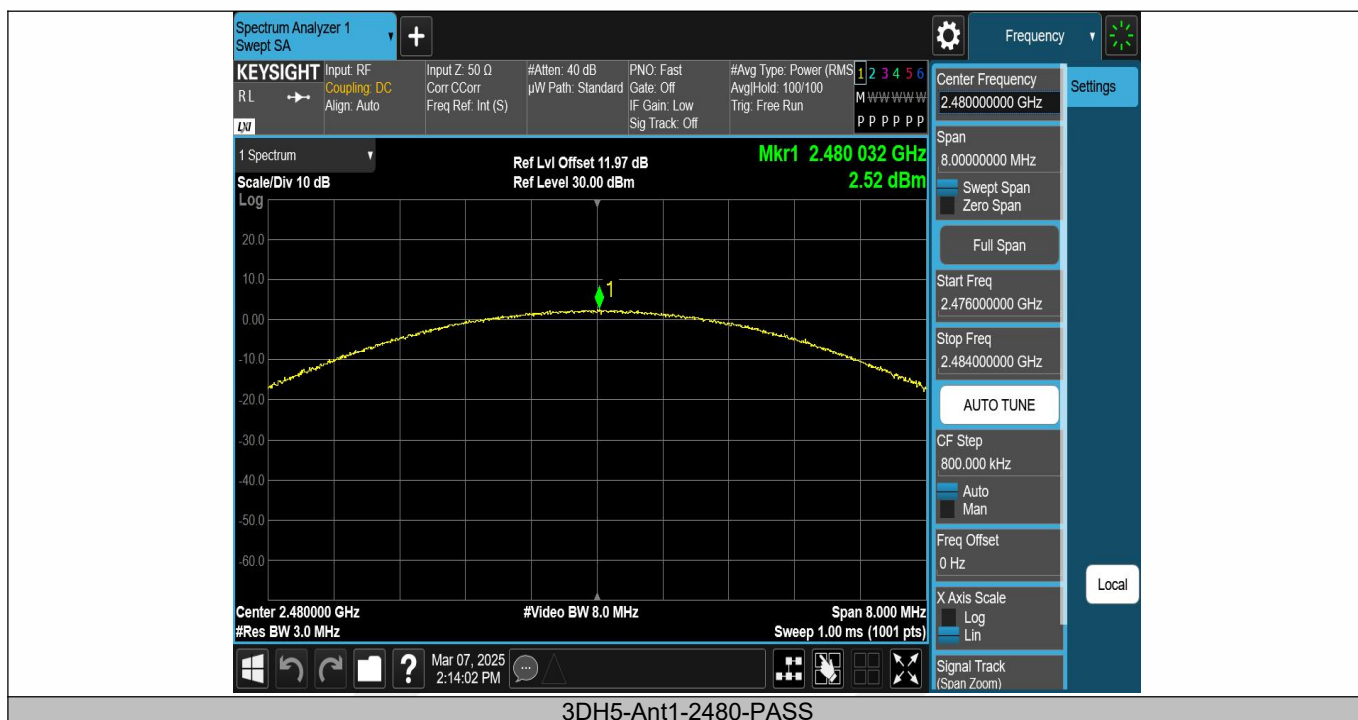 Spectrum Analyzer 1
Swept SA
Frequency
KEYSIGHT
RL
LXI
Input: RF
Coupling: DC
Align: Auto
Input Z: 50 Ω
Corr CCorr
Freq Ref: Int (S)
#Atten: 40 dB
µW Path: Standard
PNO: Fast
Gate: Off
IF Gain: Low
Sig Track: Off
#Avg Type: Power (RMS
Avg|Hold: 100/100
Trig: Free Run
1 2 3 4 5 6
M W W W W W
P P P P P P
1 Spectrum
Scale/Div 10 dB
Log
Ref Lvl Offset 11.97 dB
Ref Level 30.00 dBm
Mkr1 2.480 032 GHz
2.52 dBm
20.0
10.0
1
0.00
-10.0
-20.0
-30.0
-40.0
-50.0
-60.0
Center 2.480000 GHz
#Video BW 8.0 MHz
Span 8.000 MHz
#Res BW 3.0 MHz
Sweep 1.00 ms (1001 pts)
Mar 07, 2025
2:14:02 PM
Center Frequency
2.480000000 GHz
Settings
Span
8.00000000 MHz
Swept Span
Zero Span
Full Span
Start Freq
2.476000000 GHz
Stop Freq
2.484000000 GHz
AUTO TUNE
CF Step
800.000 kHz
Auto
Man
Freq Offset
0 Hz
X Axis Scale
Log
Lin
Local
Signal Track
(Span Zoom)
3DH5-Ant1-2480-PASS